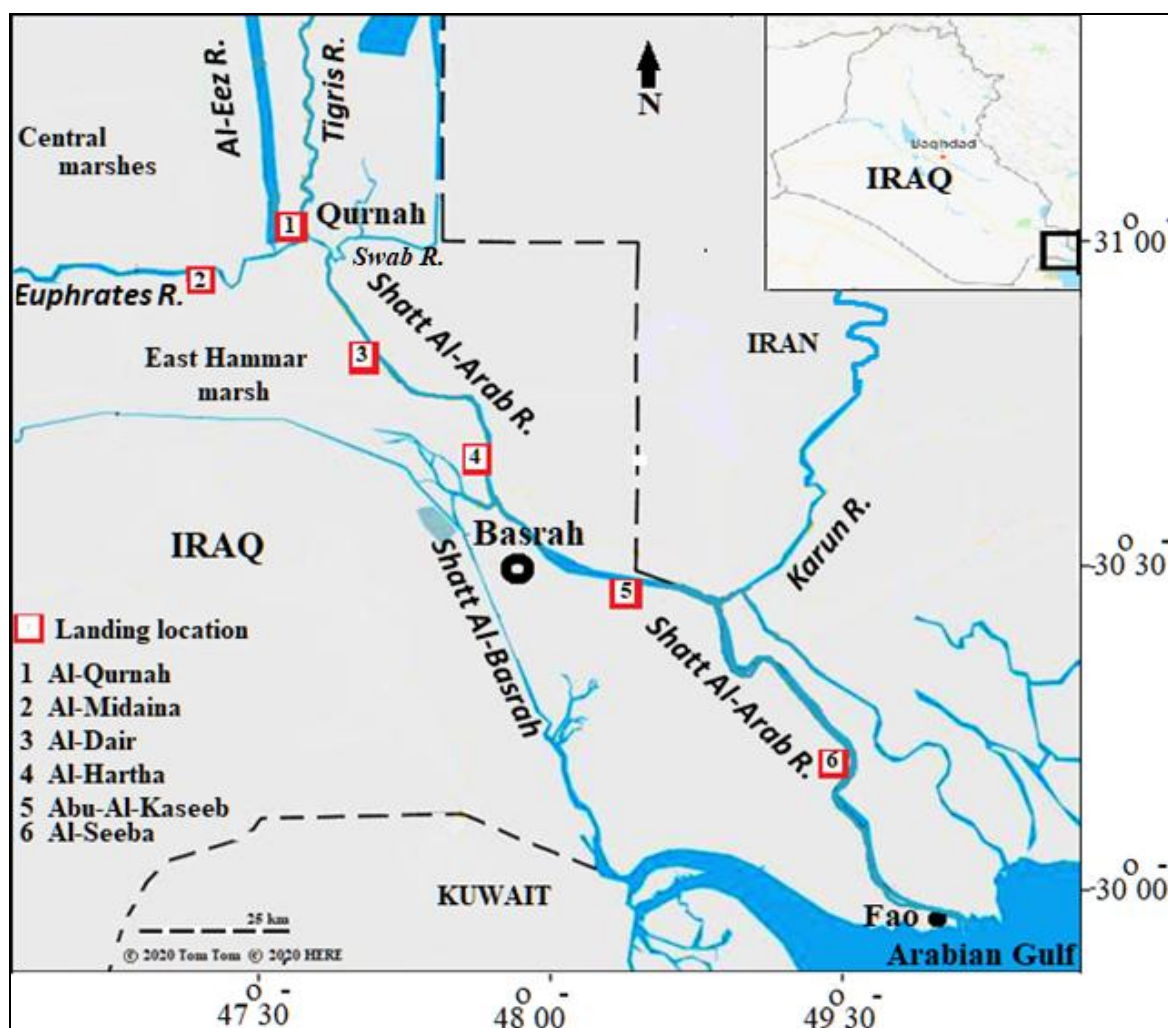 Al-Eez R.
Tigris R.
N
Central
marshes
Baghdad
IRAQ
1
Qurnah
Swab R.
31 00
o -
2
Euphrates R.
Shatt Al-Arab R.
3
East Hammar
marsh
IRAN
4
Karun R.
IRAQ
Basrah
30 30
o -
5
Shatt Al-Basrah
Shatt Al-Arab R.
6
Landing location
1 Al-Qurnah
2 Al-Midaina
3 Al-Dair
4 Al-Hartha
5 Abu-Al-Kaseeb
6 Al-Seeba
KUWAIT
30 00
o -
Fao
25 km
© 2020 Tom Tom © 2020 HERE
Arabian Gulf
o -
47 30
o -
48 00
o -
49 30